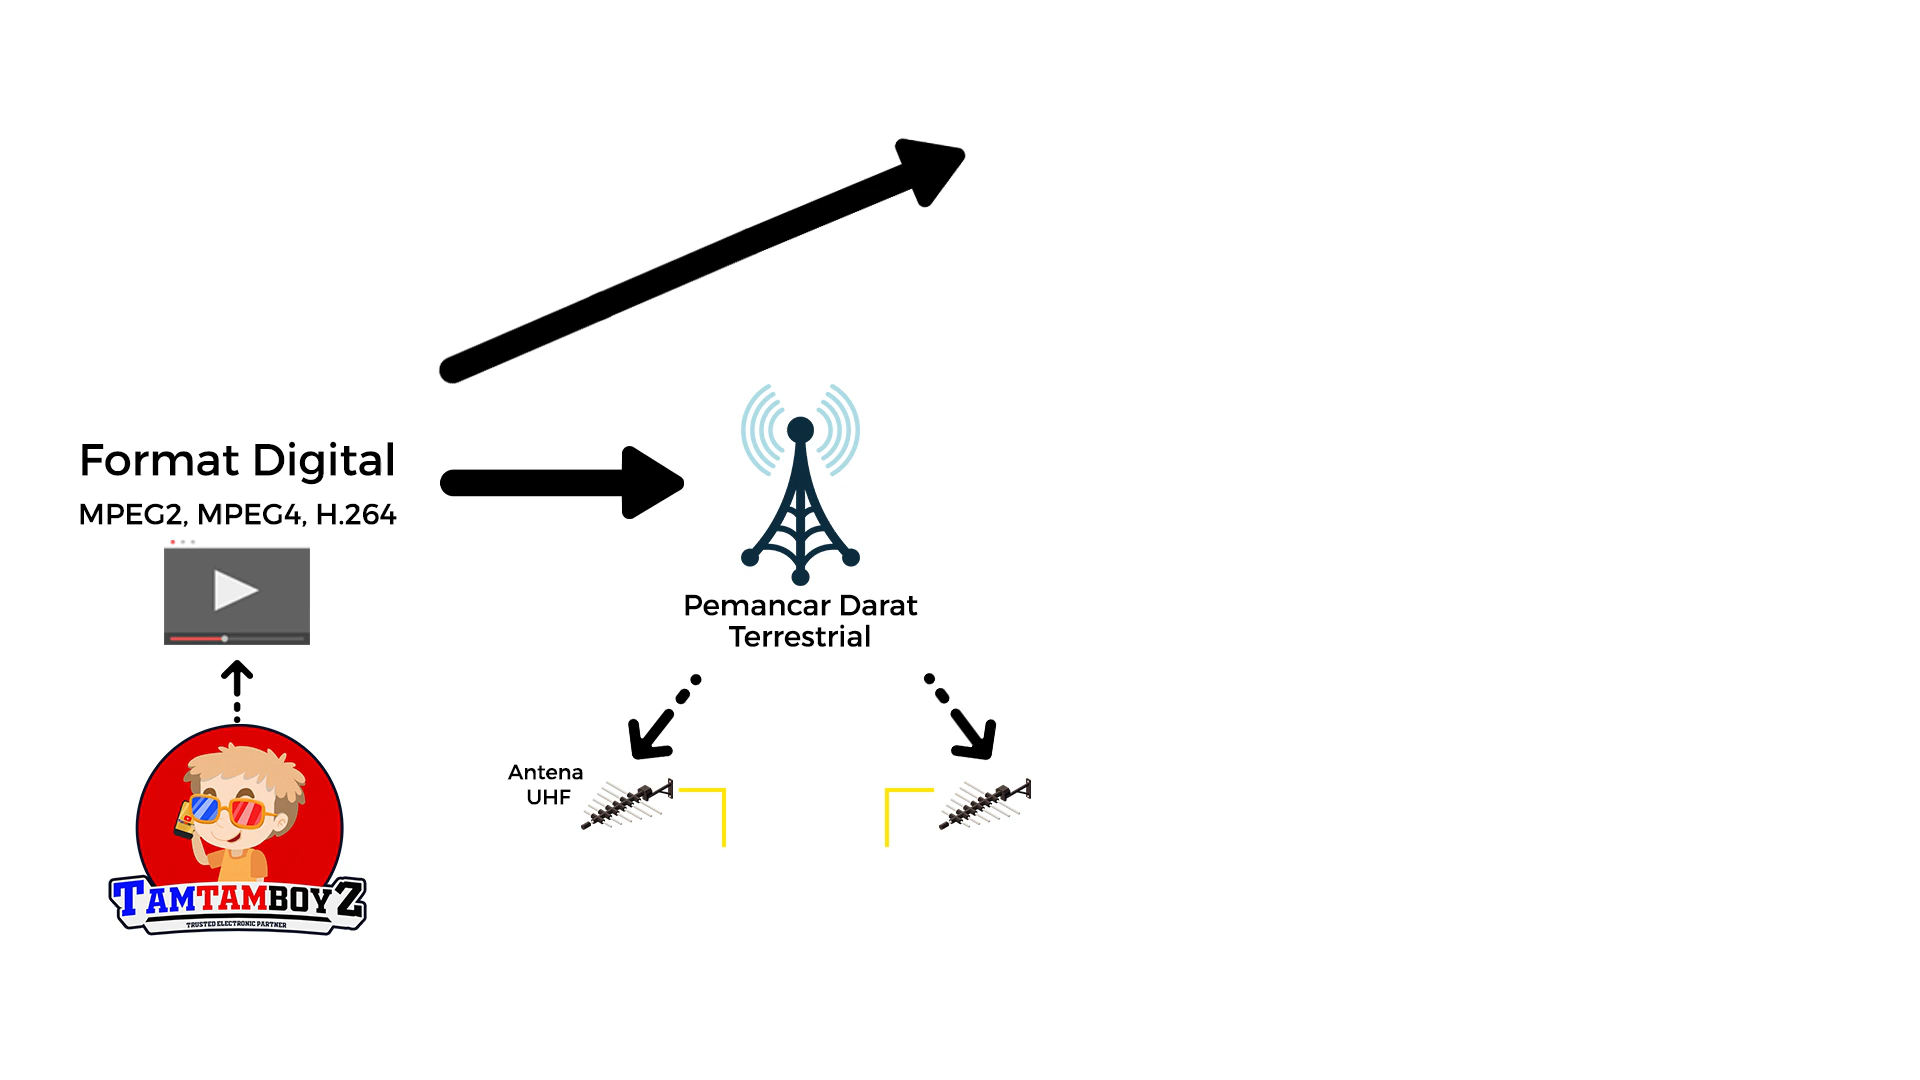 Format Digital
MPEG2, MPEG4, H.264
Pemancar Darat
Terrestrial
Antena
UHF
TAMTAMBOYZ
TRUSTED ELECTRONIC PARTNER